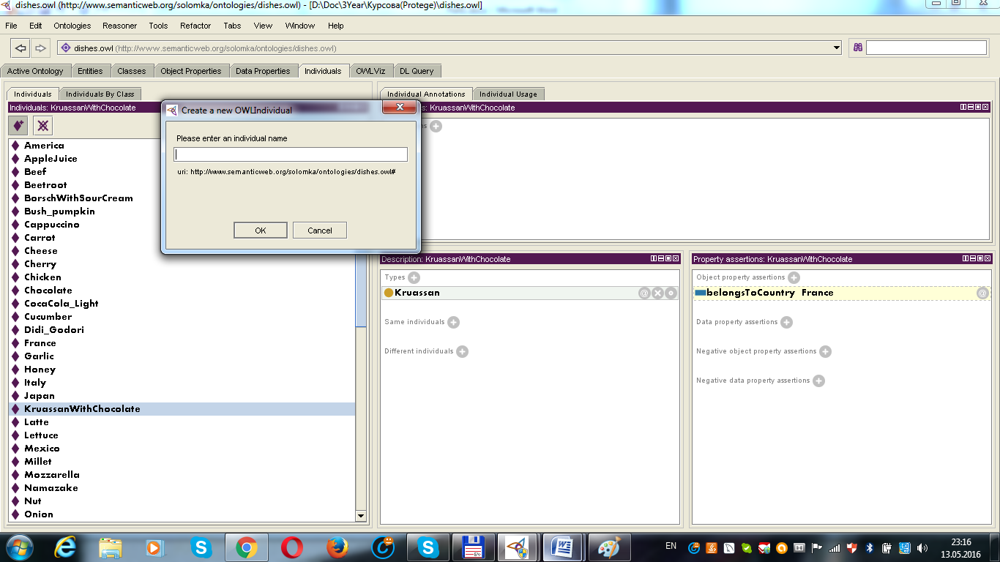 dishes.owl (http://www.semanticweb.org/solomka/ontologies/dishes.owl) - [D:\Doc\3Year\Курсова(Protege)\dishes.owl]
File Edit Ontologies Reasoner Tools Refactor Tabs View Window Help
dishes.owl (http://www.semanticweb.org/solomka/ontologies/dishes.owl)
Active Ontology Entities Classes Object Properties Data Properties Individuals OWLViz DL Query
Individuals Individuals By Class
Individuals: KruassanWithChocolate
America
AppleJuice
Beef
Beetroot
BorschWithSourCream
Bush_pumpkin
Cappuccino
Carrot
Cheese
Cherry
Chicken
Chocolate
CocaCola_Light
Cucumber
Didi_Godori
France
Garlic
Honey
Italy
Japan
KruassanWithChocolate
Latte
Lettuce
Mexico
Millet
Mozzarella
Namazake
Nut
Onion
Create a new OWLIndividual
Please enter an individual name
uri: http://www.semanticweb.org/solomka/ontologies/dishes.owl#
OK Cancel
Individual Annotations Individual Usage
KruassanWithChocolate
Description: KruassanWithChocolate
Types
Kruassan
Same individuals
Different individuals
Property assertions: KruassanWithChocolate
Object property assertions
belongsToCountry France
Data property assertions
Negative object property assertions
Negative data property assertions
64
EN
23:16
13.05.2016